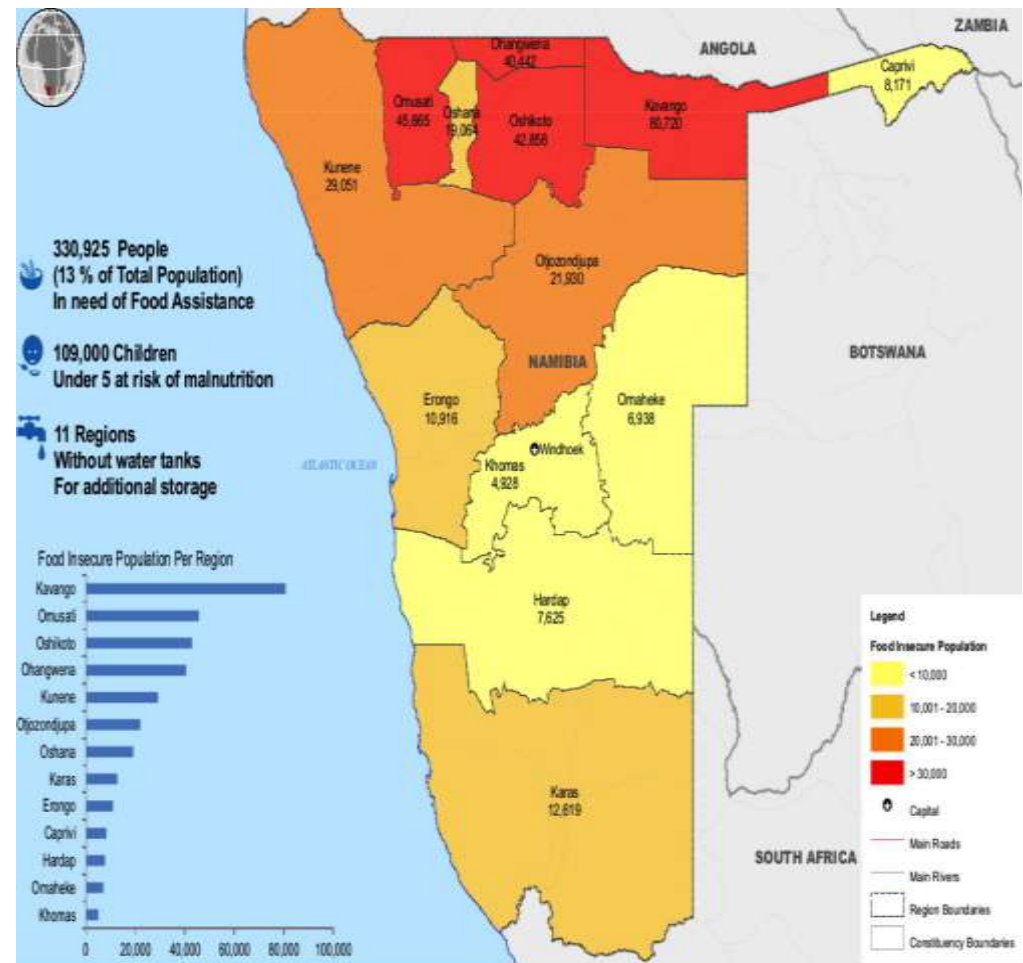 ZAMBIA
ANGOLA
Caprivi
8,171
Ohangwena
40,442
Omusati
45,665
Oshana
19,064
Oshikoto
42,656
Kavango
80,720
Kunene
29,051
Otjozondjupa
21,930
NAMIBIA
BOTSWANA
Erongo
10,916
Omaheke
6,938
Windhoek
Khomas
4,928
ATLANTIC OCEAN
Hardap
7,625
Karas
12,619
SOUTH AFRICA
330,925 People
(13 % of Total Population)
In need of Food Assistance
109,000 Children
Under 5 at risk of malnutrition
11 Regions
Without water tanks
For additional storage
Food Insecure Population Per Region
Kavango
Omusati
Oshikoto
Ohangwena
Kunene
Otjozondjupa
Oshana
Karas
Erongo
Caprivi
Hardap
Omaheke
Khomas
0 20,000 40,000 60,000 80,000 100,000
Legend
Food Insecure Population
< 10,000
10,001 - 20,000
20,001 - 30,000
> 30,000
Capital
Main Roads
Main Rivers
Region Boundaries
Constituency Boundaries